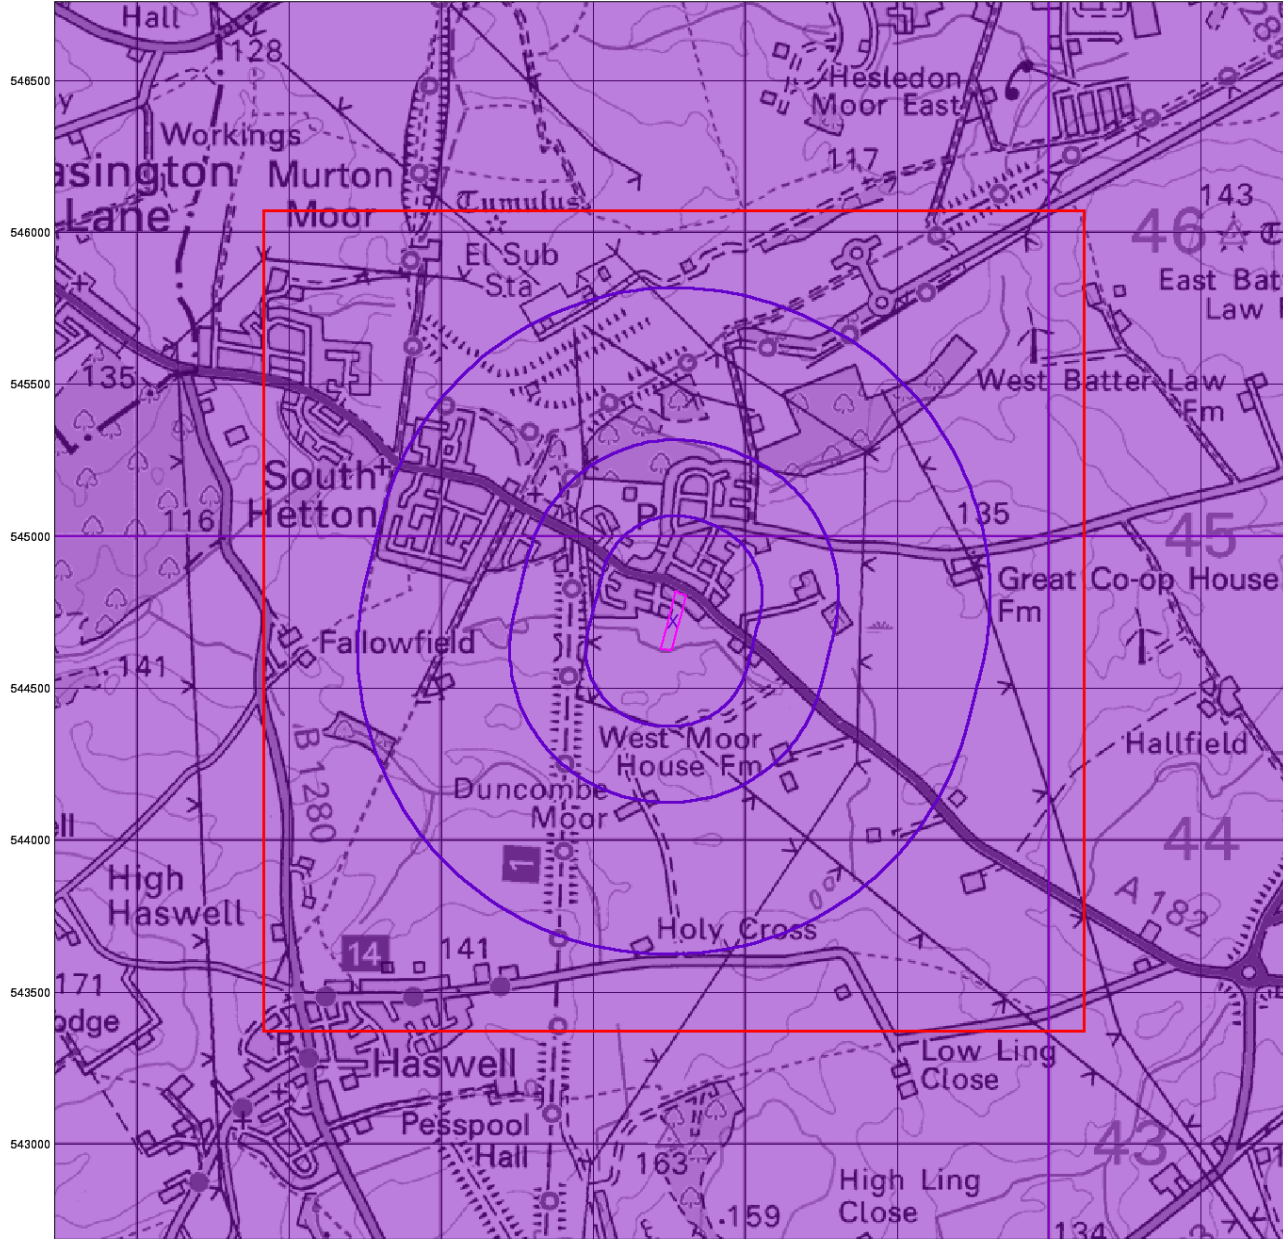 Hall
128
546500
Hesledon
Moor East
Workings
117
asington
Lane
Murton
Moor
Tumulus
143
546000
46
El Sub
Sta
East Bat
Law
135
545500
West Batter Law
Fm
South
Hetton
116
P
135
45
545000
Great Co-op House
Fm
Fallowfield
141
544500
B 1280
West Moor
House Fm
Hallfield
Duncombe
Moor
544000
44
1
High
Haswell
A 182
Holy Cross
14
141
543500
171
odge
P
Haswell
Low Ling
Close
Pesspool
Hall
543000
43
163
High Ling
Close
159
134